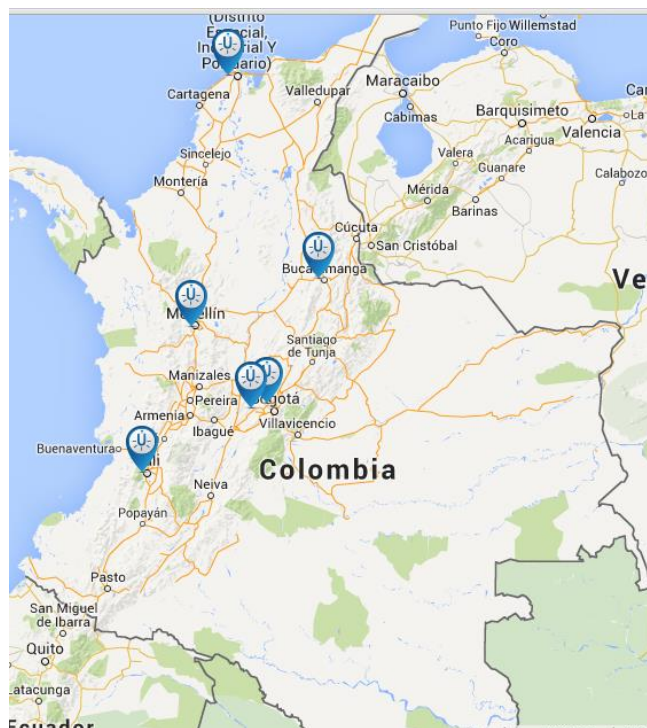 (Distrito
Especial,
Industrial Y
Portuario)
Punto Fijo
Willemstad
Coro
Maracaibo
Cartagena
Valledupar
Cabimas
Barquisimeto
Valencia
Acarigua
Sincelejo
Valera
Guanare
Calabozo
Montería
Mérida
Barinas
Cúcuta
San Cristóbal
Ü
Bucaramanga
Ve
Ü
Medellín
Santiago
de Tunja
Manizales
Ü
Ü
Bogotá
Pereira
Armenia
Ibagué
Villavicencio
Buenaventura
Ü
Cali
Colombia
Neiva
Popayán
Pasto
San Miguel
de Ibarra
Quito
Latacunga
Ecuador